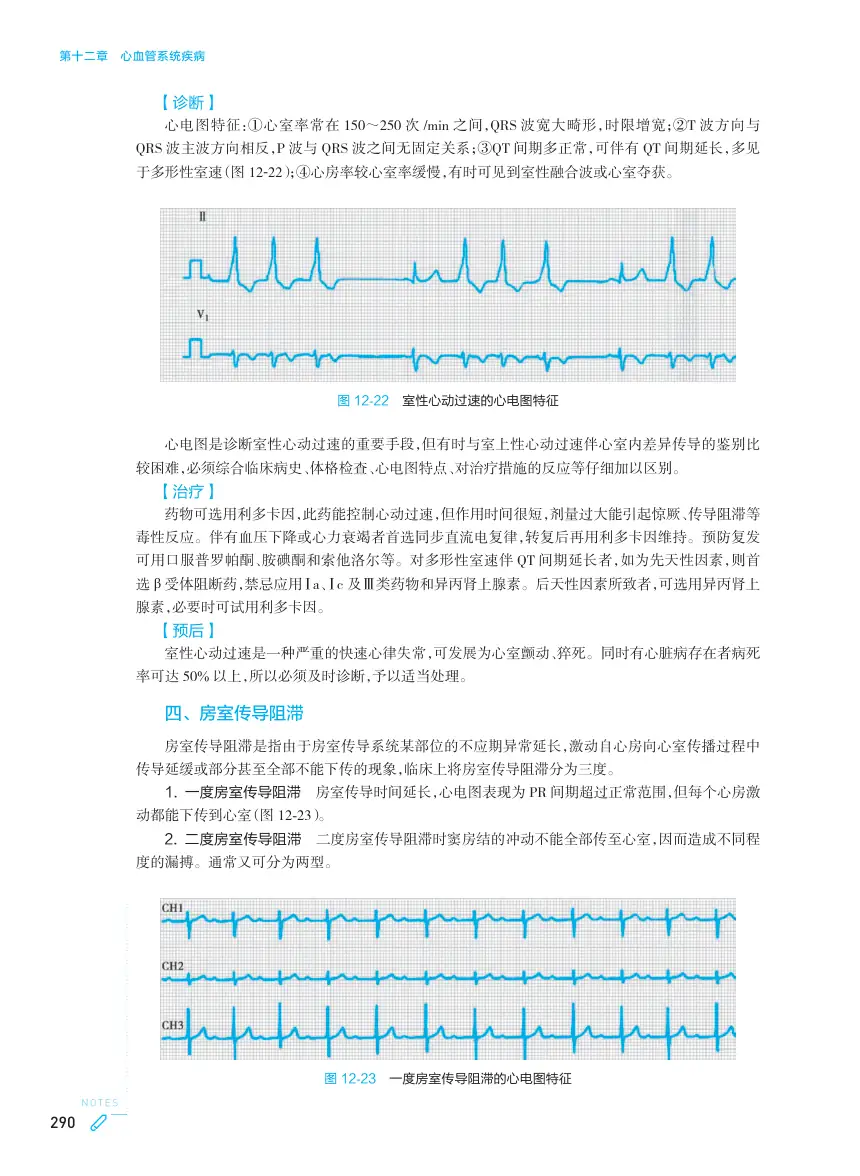 第十二章 心血管系统疾病
【诊断】
心电图特征:①心室率常在 150～250 次 /min 之间,QRS 波宽大畸形,时限增宽;②T 波方向与
QRS 波主波方向相反,P 波与 QRS 波之间无固定关系;③QT 间期多正常,可伴有 QT 间期延长,多见
于多形性室速(图 12-22);④心房率较心室率缓慢,有时可见到室性融合波或心室夺获。
Ⅱ
V1
图 12-22 室性心动过速的心电图特征
心电图是诊断室性心动过速的重要手段,但有时与室上性心动过速伴心室内差异传导的鉴别比
较困难,必须综合临床病史、体格检查、心电图特点、对治疗措施的反应等仔细加以区别。
【治疗】
药物可选用利多卡因,此药能控制心动过速,但作用时间很短,剂量过大能引起惊厥、传导阻滞等
毒性反应。伴有血压下降或心力衰竭者首选同步直流电复律,转复后再用利多卡因维持。预防复发
可用口服普罗帕酮、胺碘酮和索他洛尔等。对多形性室速伴 QT 间期延长者,如为先天性因素,则首
选 β 受体阻断药,禁忌应用Ⅰa、Ⅰc 及Ⅲ类药物和异丙肾上腺素。后天性因素所致者,可选用异丙肾上
腺素,必要时可试用利多卡因。
【预后】
室性心动过速是一种严重的快速心律失常,可发展为心室颤动、猝死。同时有心脏病存在者病死
率可达 50% 以上,所以必须及时诊断,予以适当处理。
四、房室传导阻滞
房室传导阻滞是指由于房室传导系统某部位的不应期异常延长,激动自心房向心室传播过程中
传导延缓或部分甚至全部不能下传的现象,临床上将房室传导阻滞分为三度。
1. 一度房室传导阻滞 房室传导时间延长,心电图表现为 PR 间期超过正常范围,但每个心房激
动都能下传到心室(图 12-23)。
2. 二度房室传导阻滞 二度房室传导阻滞时窦房结的冲动不能全部传至心室,因而造成不同程
度的漏搏。通常又可分为两型。
CH1
CH2
CH3
图 12-23 一度房室传导阻滞的心电图特征
NOTES
290